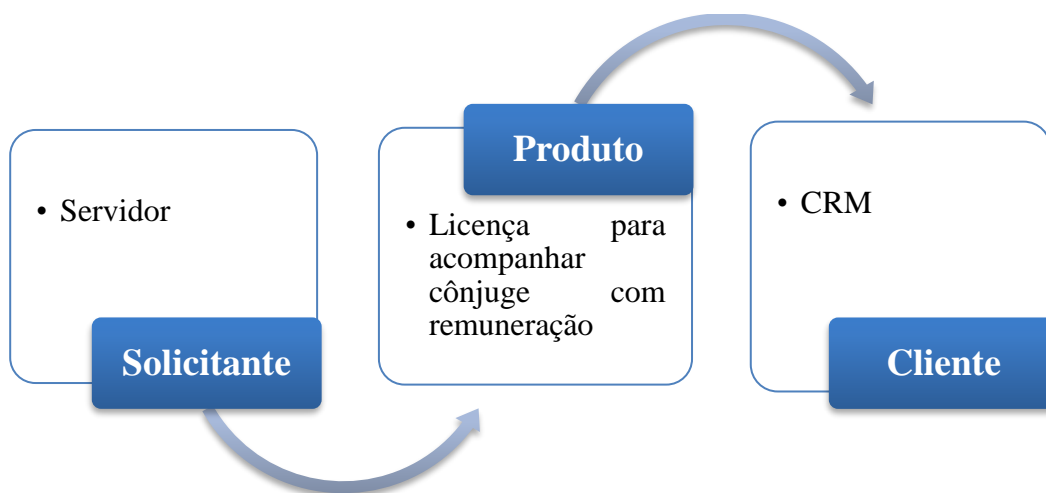 • Servidor
Solicitante
Produto
• Licença para
acompanhar
cônjuge com
remuneração
• CRM
Cliente